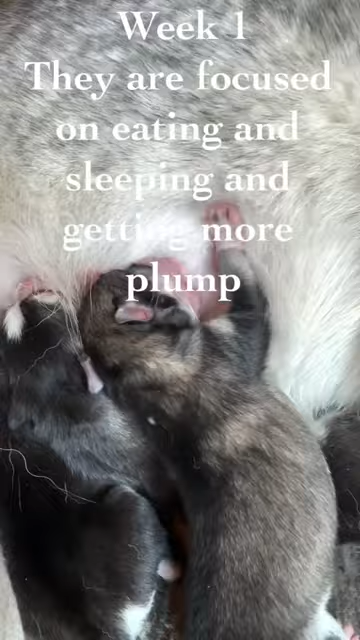 Week 1
They are focused
on eating and
sleeping and
getting more
plump